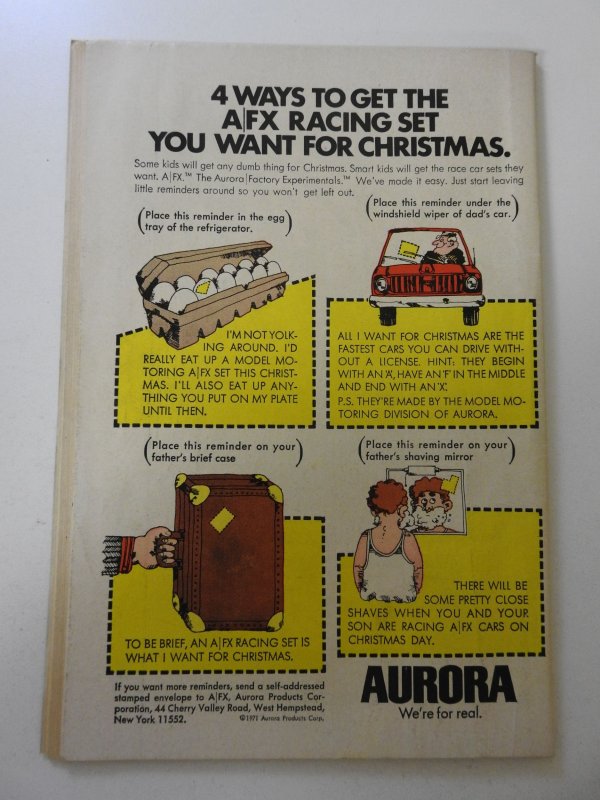 4 WAYS TO GET THE
A|FX RACING SET
YOU WANT FOR CHRISTMAS.
Some kids will get any dumb thing for Christmas. Smart kids will get the race car sets they
want. A|FX.™ The Aurora|Factory Experimentals.™ We've made it easy. Just start leaving
little reminders around so you won't get left out.
(Place this reminder in the egg
tray of the refrigerator.)
I'M NOT YOLK-
ING AROUND. I'D
REALLY EAT UP A MODEL MO-
TORING A|FX SET THIS CHRIST-
MAS. I'LL ALSO EAT UP ANY-
THING YOU PUT ON MY PLATE
UNTIL THEN.
(Place this reminder under the
windshield wiper of dad's car.)
ALL I WANT FOR CHRISTMAS ARE THE
FASTEST CARS YOU CAN DRIVE WITH-
OUT A LICENSE. HINT: THEY BEGIN
WITH AN 'A', HAVE AN 'F' IN THE MIDDLE
AND END WITH AN 'X'.
P.S. THEY'RE MADE BY THE MODEL MO-
TORING DIVISION OF AURORA.
(Place this reminder on your
father's brief case)
TO BE BRIEF, AN A|FX RACING SET IS
WHAT I WANT FOR CHRISTMAS.
(Place this reminder on your
father's shaving mirror)
THERE WILL BE
SOME PRETTY CLOSE
SHAVES WHEN YOU AND YOUR
SON ARE RACING A|FX CARS ON
CHRISTMAS DAY.
If you want more reminders, send a self-addressed
stamped envelope to A|FX, Aurora Products Cor-
poration, 44 Cherry Valley Road, West Hempstead,
New York 11552. ©1971 Aurora Products Corp.
AURORA
We're for real.